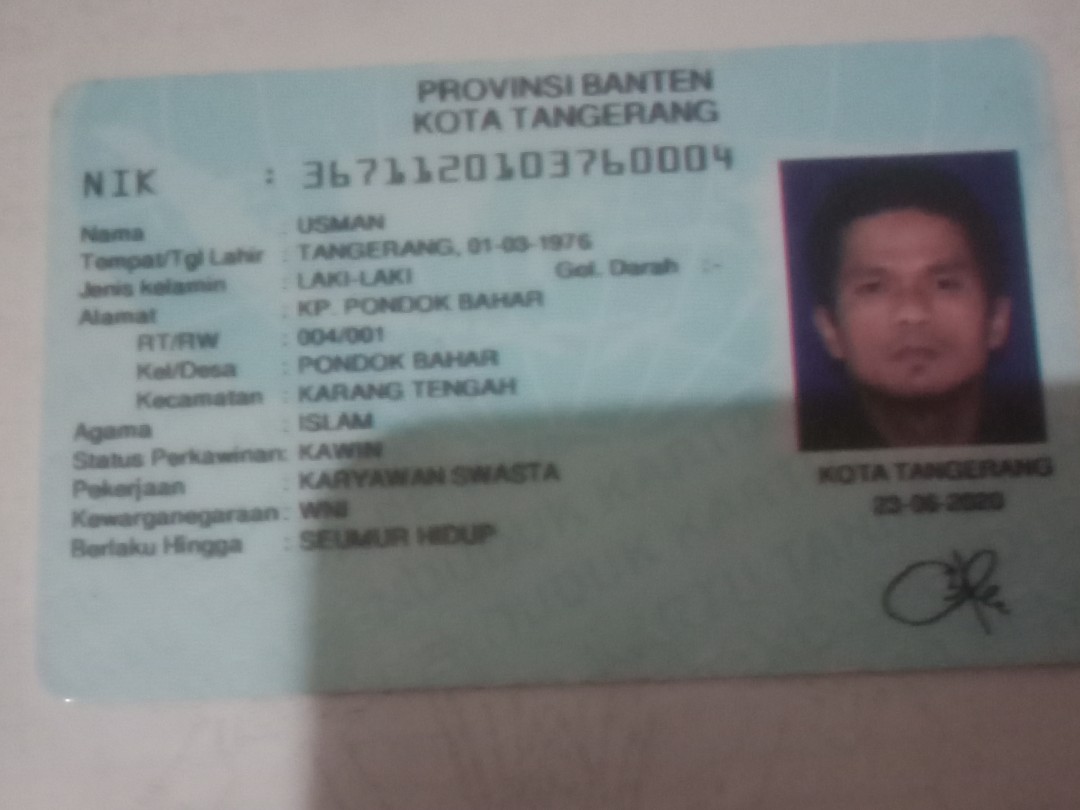 PROVINSI BANTEN
KOTA TANGERANG
NIK : 3671120103760004
Nama : USMAN
Tempat/Tgl Lahir : TANGERANG, 01-03-1976
Jenis kelamin : LAKI-LAKI Gol. Darah : -
Alamat : KP. PONDOK BAHAR
RT/RW : 004/001
Kel/Desa : PONDOK BAHAR
Kecamatan : KARANG TENGAH
Agama : ISLAM
Status Perkawinan: KAWIN
Pekerjaan : KARYAWAN SWASTA
Kewarganegaraan: WNI
Berlaku Hingga : SEUMUR HIDUP
KOTA TANGERANG
23-06-2020